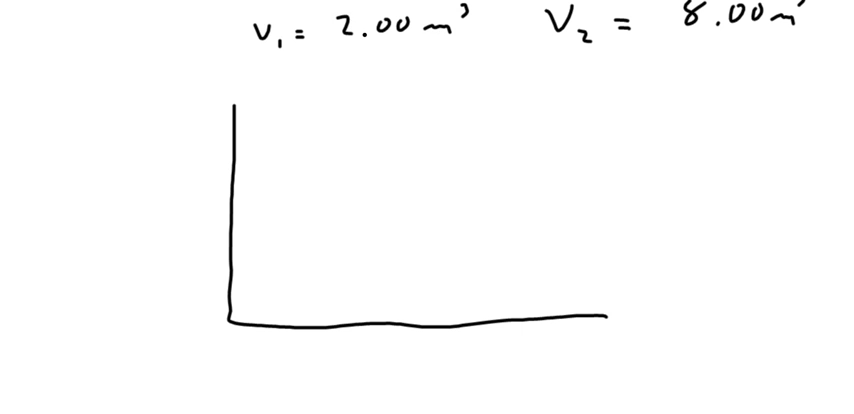 V₁ = 2.00 m³ V₂ = 8.00 m³